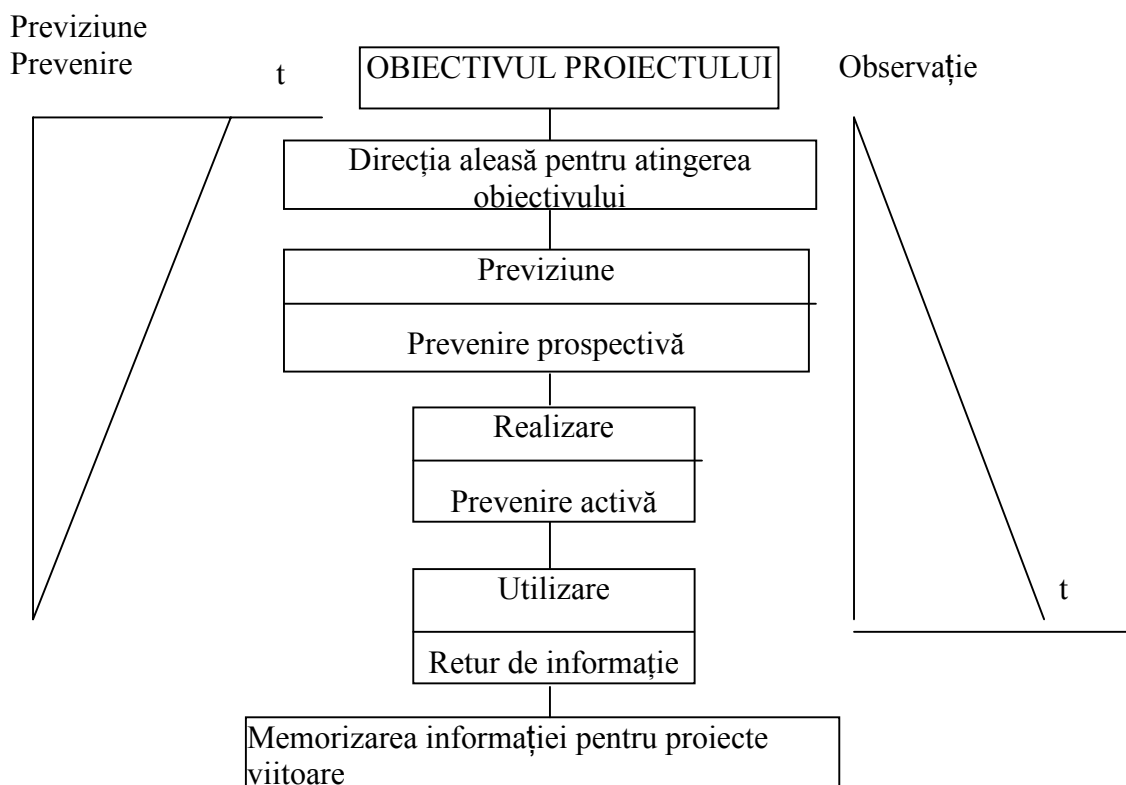 Previziune
Prevenire
t
OBIECTIVUL PROIECTULUI
Observație
Direcția aleasă pentru atingerea
obiectivului
Previziune
Prevenire prospectivă
Realizare
Prevenire activă
Utilizare
t
Retur de informație
Memorizarea informației pentru proiecte
viitoare